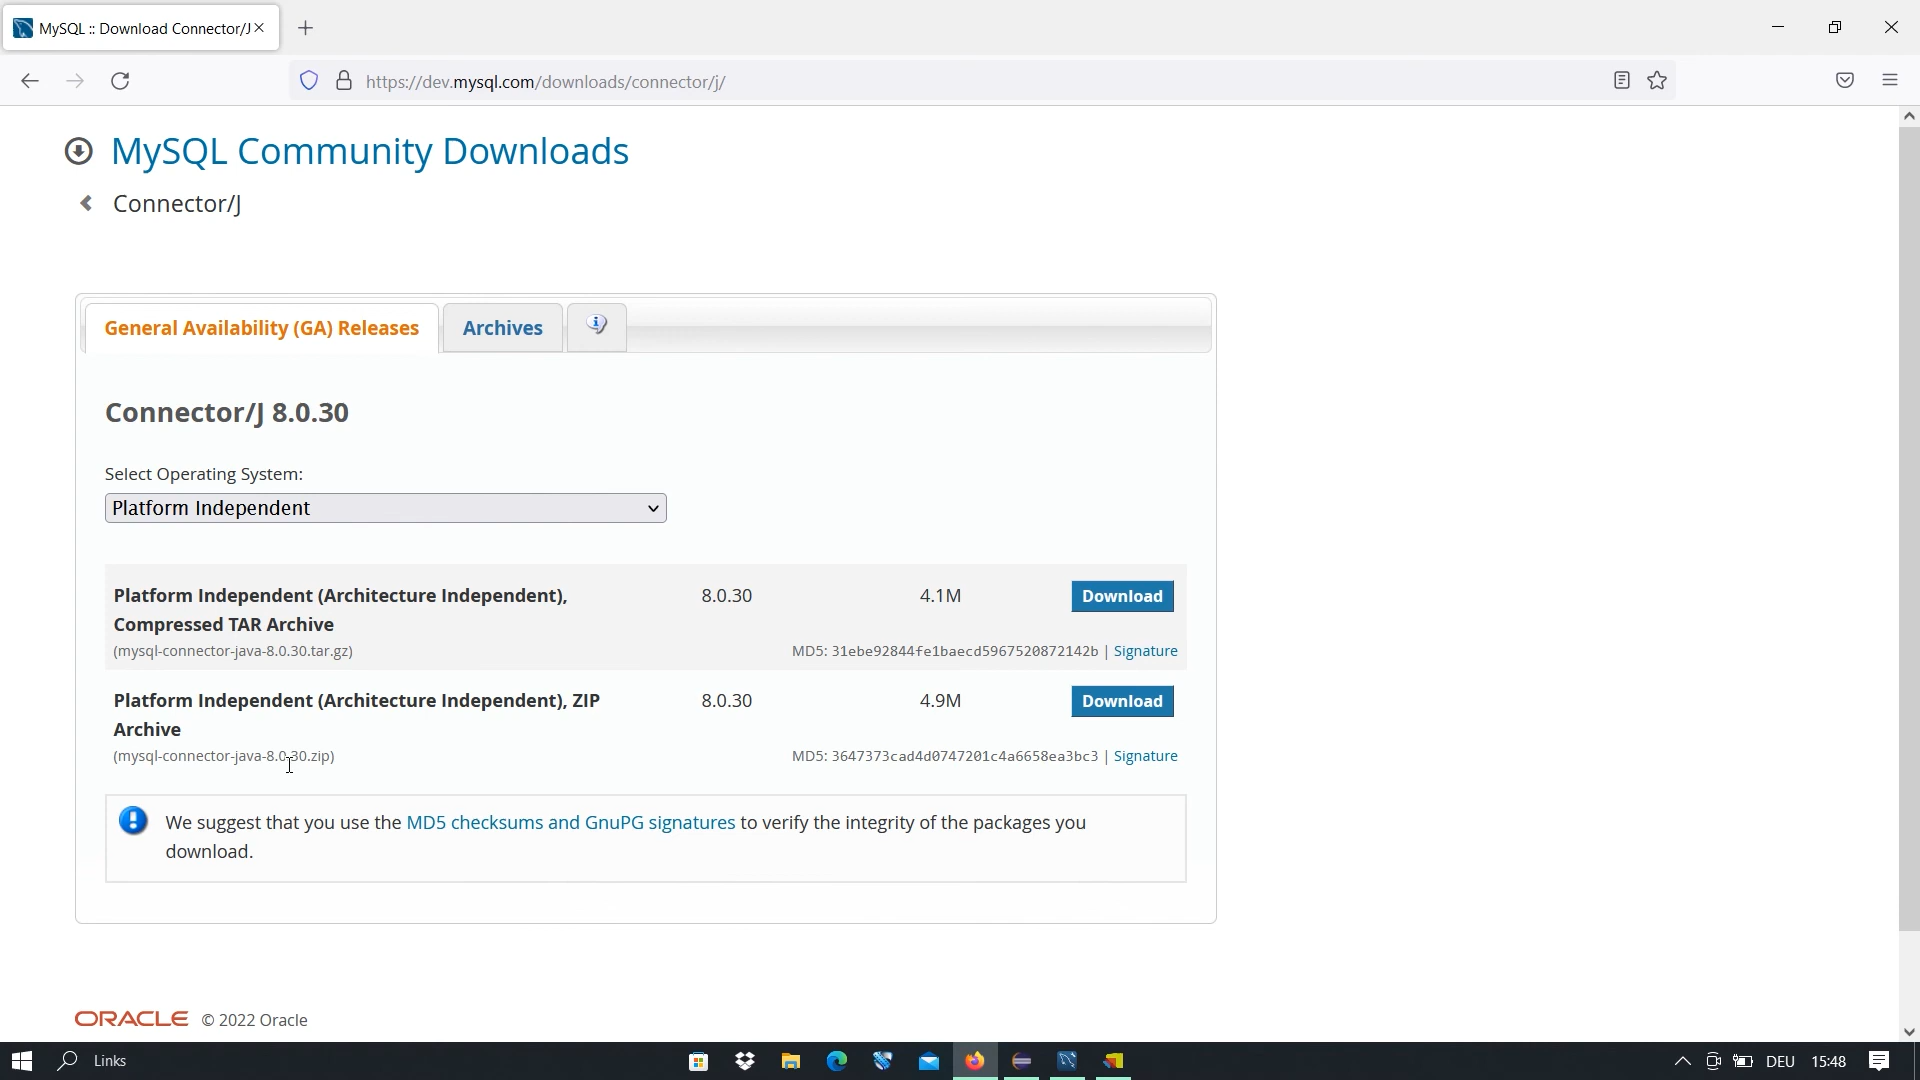 MySQL :: Download Connector/J
https://dev.mysql.com/downloads/connector/j/
MySQL Community Downloads
Connector/J
General Availability (GA) Releases
Archives
Connector/J 8.0.30
Select Operating System:
Platform Independent
Platform Independent (Architecture Independent), 8.0.30 4.1M Download
Compressed TAR Archive
(mysql-connector-java-8.0.30.tar.gz) MD5: 31ebe92844fe1baecd5967520872142b | Signature
Platform Independent (Architecture Independent), ZIP 8.0.30 4.9M Download
Archive
(mysql-connector-java-8.0.30.zip) MD5: 3647373cad4d0747201c4a6658ea3bc3 | Signature
We suggest that you use the MD5 checksums and GnuPG signatures to verify the integrity of the packages you
download.
ORACLE © 2022 Oracle
Links DEU 15:48